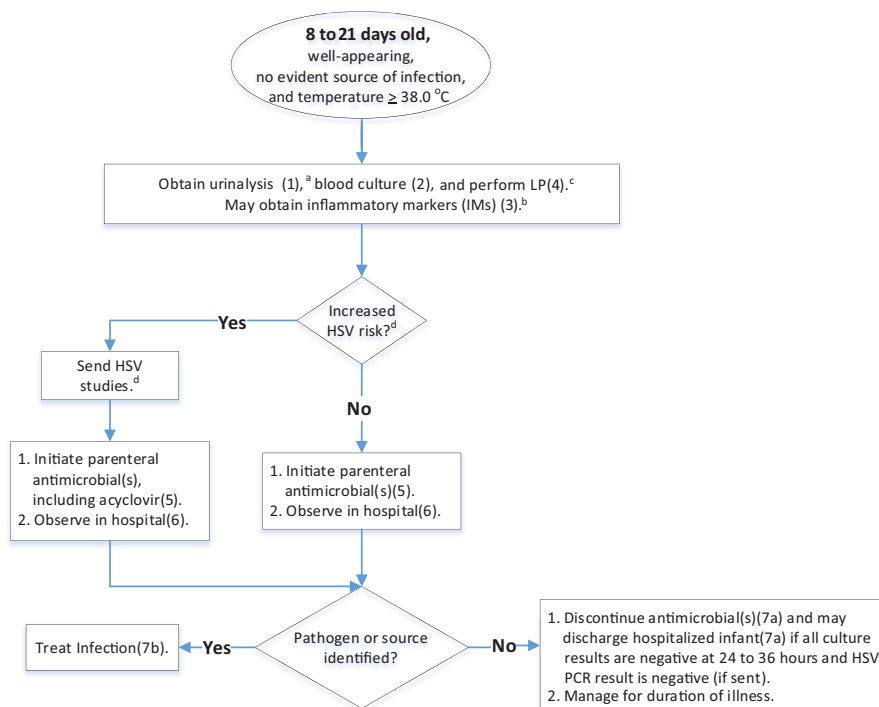 8 to 21 days old,
well-appearing,
no evident source of infection,
and temperature ≥ 38.0 °C
Obtain urinalysis (1),ᵃ blood culture (2), and perform LP(4).ᶜ
May obtain inflammatory markers (IMs) (3).ᵇ
Increased
HSV risk?ᵈ
Yes
Send HSV
studies.ᵈ
No
1. Initiate parenteral
antimicrobial(s),
including acyclovir(5).
2. Observe in hospital(6).
1. Initiate parenteral
antimicrobial(s)(5).
2. Observe in hospital(6).
Pathogen or source
identified?
Yes
Treat Infection(7b).
No
1. Discontinue antimicrobial(s)(7a) and may
discharge hospitalized infant(7a) if all culture
results are negative at 24 to 36 hours and HSV
PCR result is negative (if sent).
2. Manage for duration of illness.